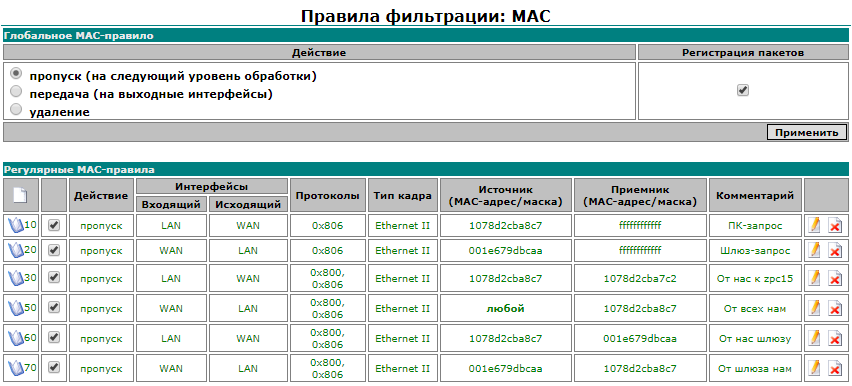 Правила фильтрации: MAC
Глобальное MAC-правило
Действие Регистрация пакетов
пропуск (на следующий уровень обработки)
передача (на выходные интерфейсы)
удаление
Применить
Регулярные MAC-правила
Действие Интерфейсы Протоколы Тип кадра Источник (MAC-адрес/маска) Приемник (MAC-адрес/маска) Комментарий
Входящий Исходящий
10 пропуск LAN WAN 0x806 Ethernet II 1078d2cba8c7 ffffffffffff ПК-запрос
20 пропуск WAN LAN 0x806 Ethernet II 001e679dbcaa ffffffffffff Шлюз-запрос
30 пропуск LAN WAN 0x800, 0x806 Ethernet II 1078d2cba8c7 1078d2cba7c2 От нас к zpc15
50 пропуск WAN LAN 0x800, 0x806 Ethernet II любой 1078d2cba8c7 От всех нам
60 пропуск LAN WAN 0x800, 0x806 Ethernet II 1078d2cba8c7 001e679dbcaa От нас шлюзу
70 пропуск WAN LAN 0x800, 0x806 Ethernet II 001e679dbcaa 1078d2cba8c7 От шлюза нам